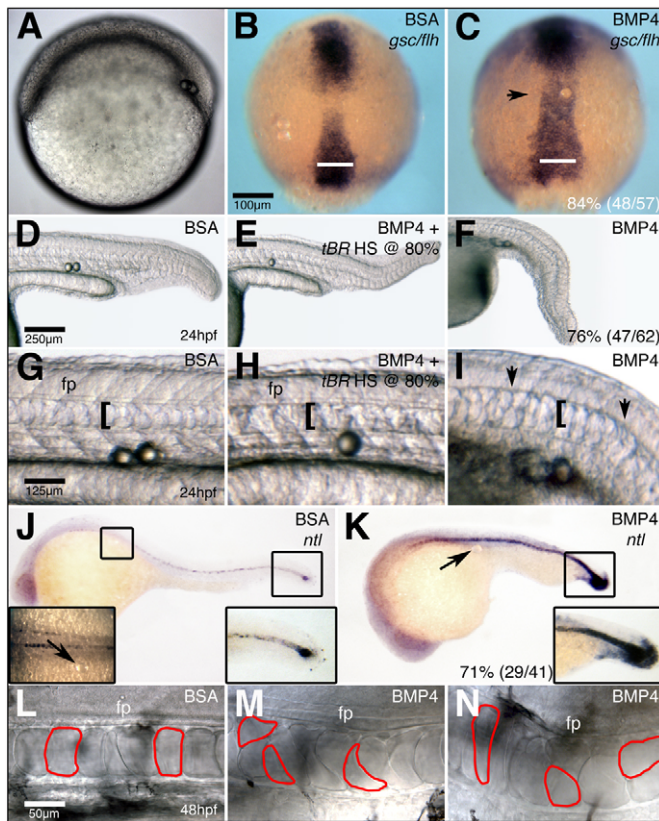 A
B
BSA
gsc/flh
100µm
C
BMP4
gsc/flh
84% (48/57)
D
BSA
250µm
24hpf
E
BMP4 +
tBR HS @ 80%
F
BMP4
76% (47/62)
G
BSA
fp
[
125µm
24hpf
H
BMP4 +
tBR HS @ 80%
fp
[
I
BMP4
[
J
BSA
ntl
K
BMP4
ntl
71% (29/41)
L
BSA
fp
50µm
48hpf
M
BMP4
fp
N
BMP4
fp